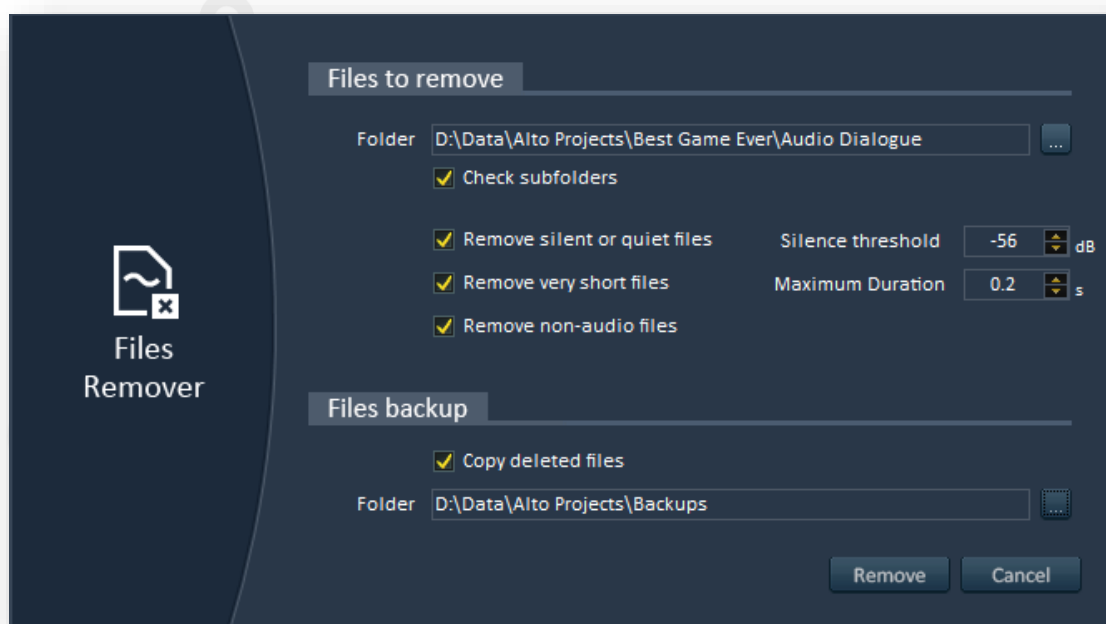 Files to remove
Folder D:\Data\Alto Projects\Best Game Ever\Audio Dialogue ...
Check subfolders
Remove silent or quiet files Silence threshold -56 dB
Remove very short files Maximum Duration 0.2 s
Remove non-audio files
Files
Remover
Files backup
Copy deleted files
Folder D:\Data\Alto Projects\Backups ...
Remove Cancel